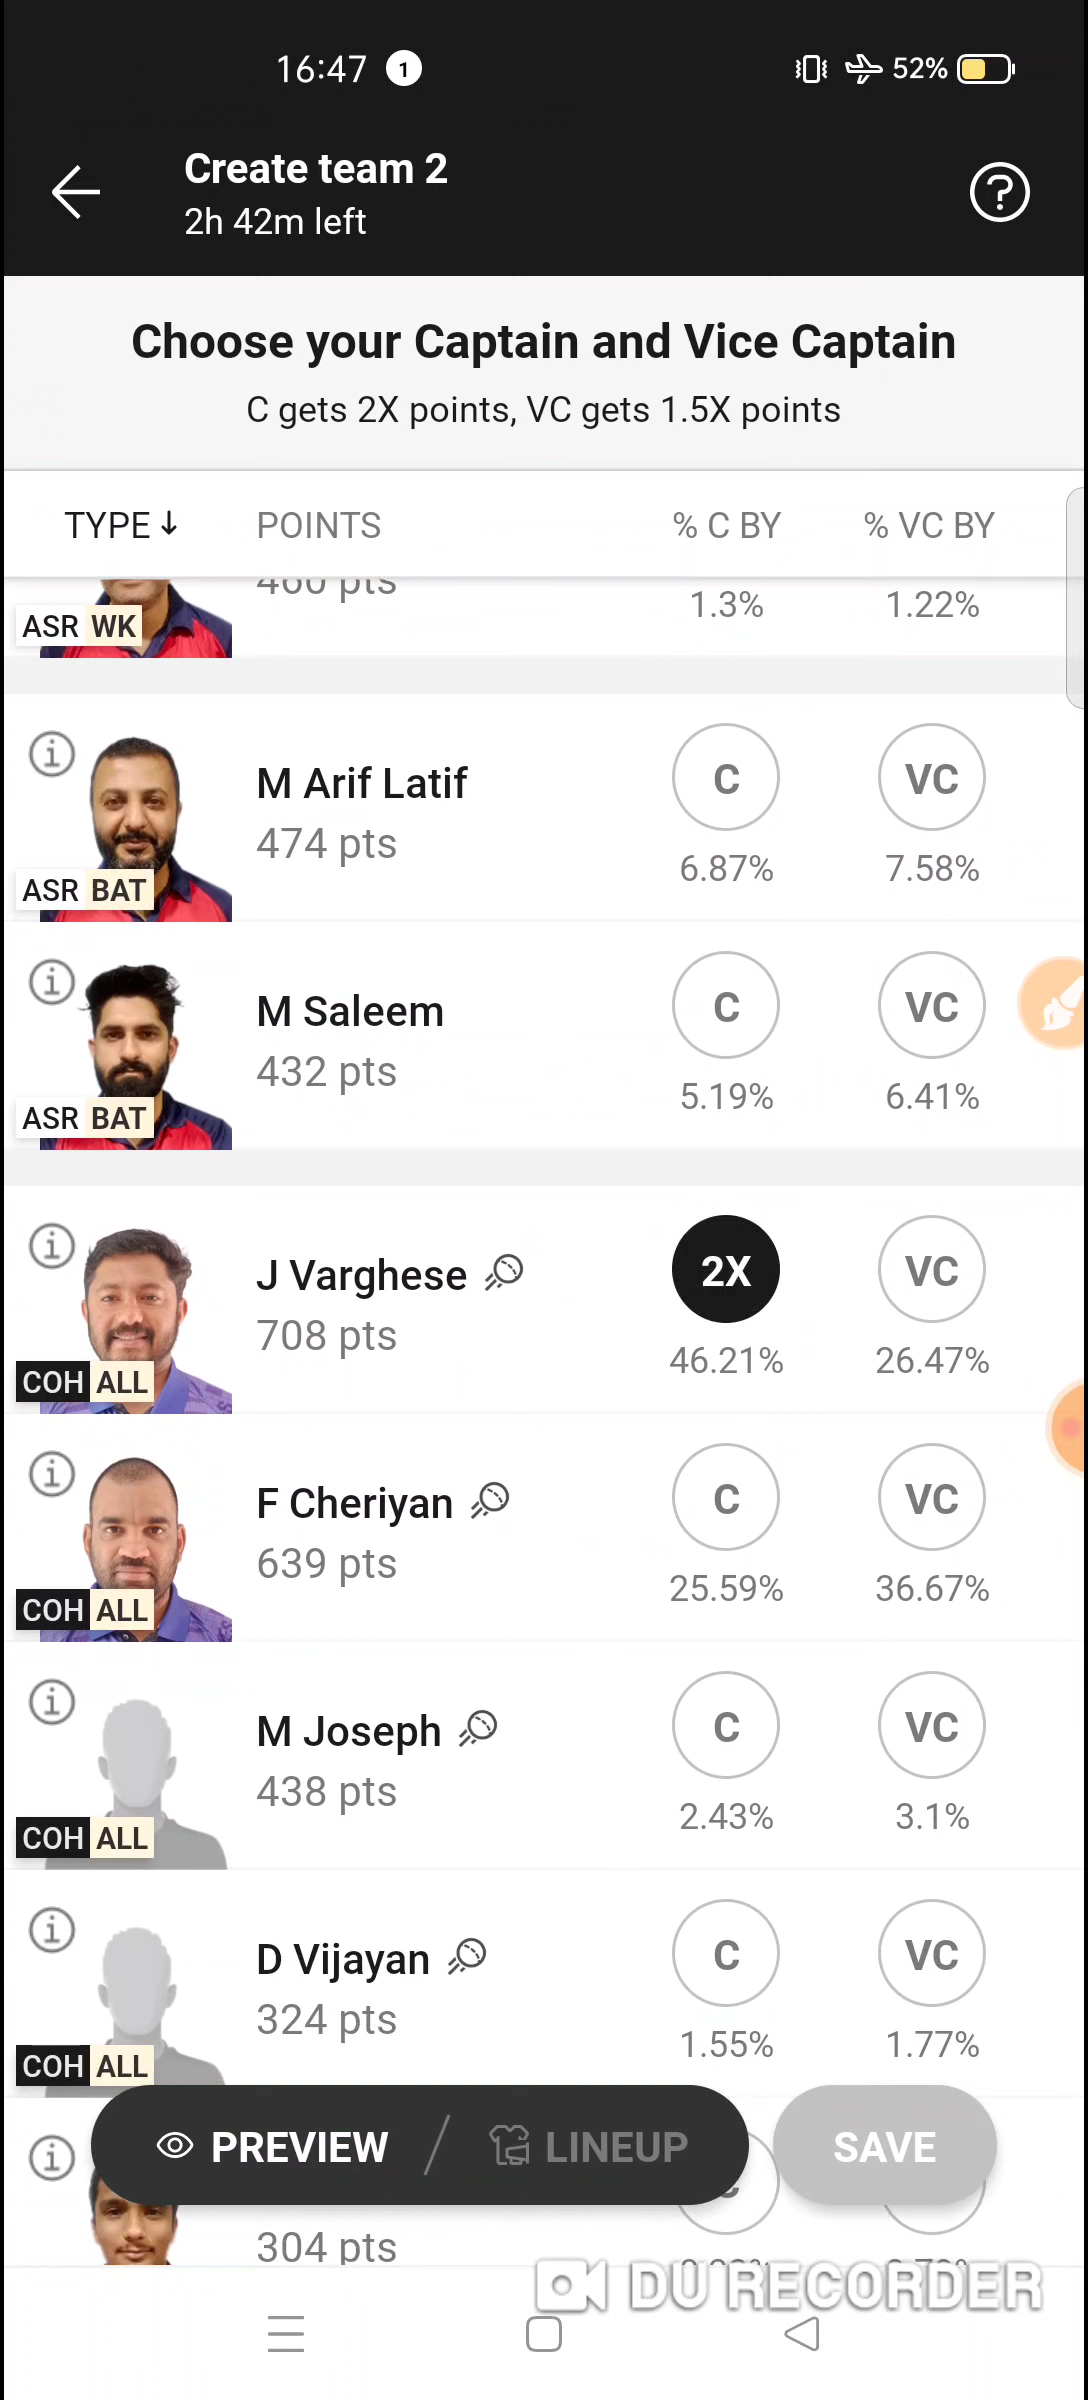 16:47 1 52%
Create team 2
2h 42m left
Choose your Captain and Vice Captain
C gets 2X points, VC gets 1.5X points
TYPE POINTS % C BY % VC BY
460 pts 1.3% 1.22%
ASR WK
M Arif Latif C VC
474 pts 6.87% 7.58%
ASR BAT
M Saleem C VC
432 pts 5.19% 6.41%
ASR BAT
J Varghese 2X VC
708 pts 46.21% 26.47%
COH ALL
F Cheriyan C VC
639 pts 25.59% 36.67%
COH ALL
M Joseph C VC
438 pts 2.43% 3.1%
COH ALL
D Vijayan C VC
324 pts 1.55% 1.77%
COH ALL
PREVIEW / LINEUP SAVE
304 pts
DU RECORDER